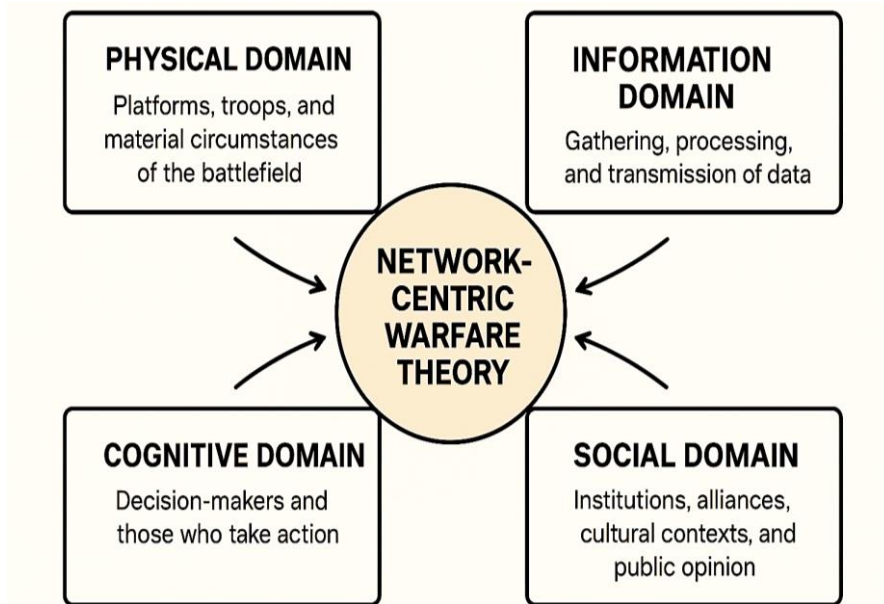 PHYSICAL DOMAIN
Platforms, troops, and
material circumstances
of the battlefield
INFORMATION
DOMAIN
Gathering, processing,
and transmission of data
NETWORK-
CENTRIC
WARFARE
THEORY
COGNITIVE DOMAIN
Decision-makers and
those who take action
SOCIAL DOMAIN
Institutions, alliances,
cultural contexts, and
public opinion